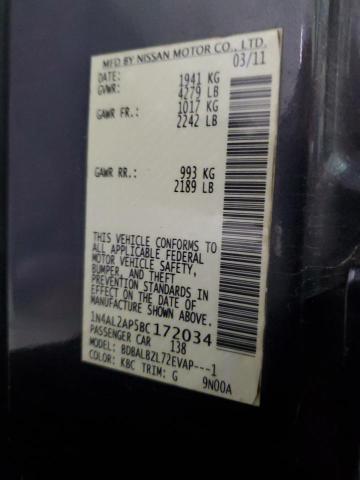 MFD BY NISSAN MOTOR CO., LTD.
DATE: 03/11
GVWR: 1941 KG
4279 LB
GAWR FR.: 1017 KG
2242 LB
GAWR RR.: 993 KG
2189 LB
THIS VEHICLE CONFORMS TO
ALL APPLICABLE FEDERAL
MOTOR VEHICLE SAFETY,
BUMPER, AND THEFT
PREVENTION STANDARDS
IN EFFECT ON THE DATE OF
MANUFACTURE SHOWN ABOVE.
1N4AL2AP5BC172034
PASSENGER CAR 138
MODEL: BDBALBZL72EVAP---1
COLOR: KBC TRIM: G 9N00A